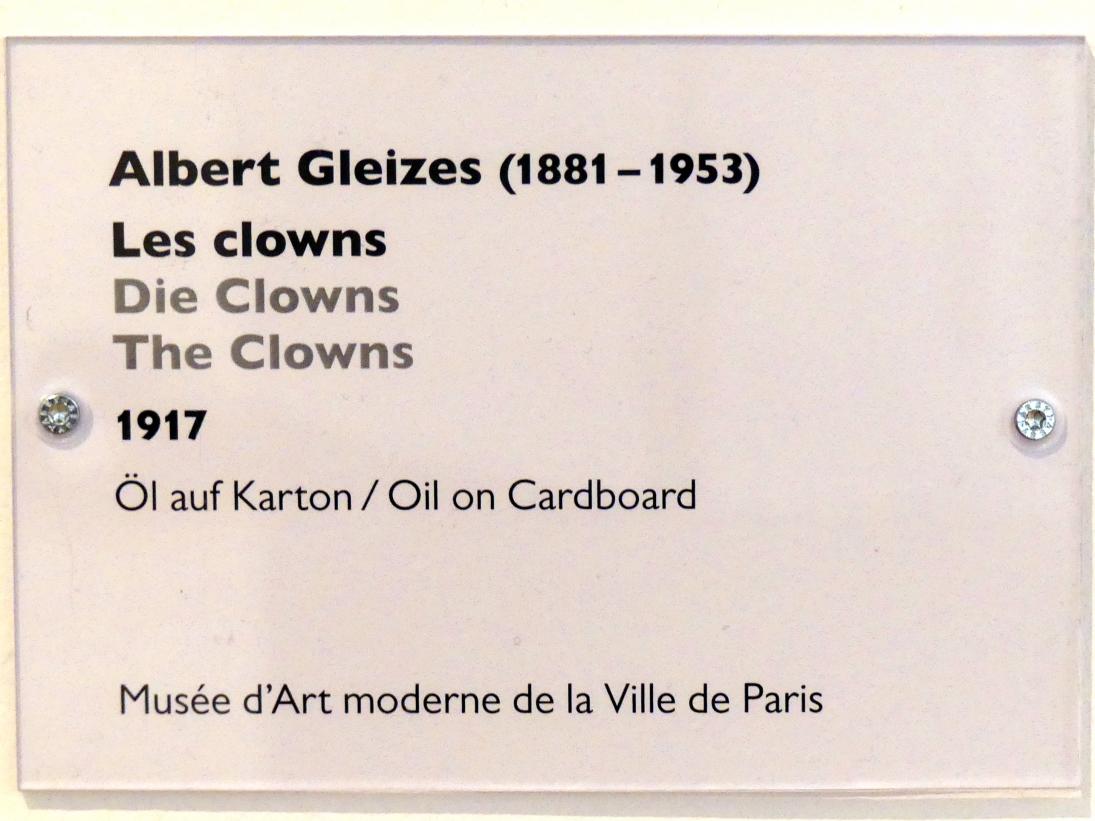 Albert Gleizes (1881 – 1953)
Les clowns
Die Clowns
The Clowns
1917
Öl auf Karton / Oil on Cardboard
Musée d’Art moderne de la Ville de Paris